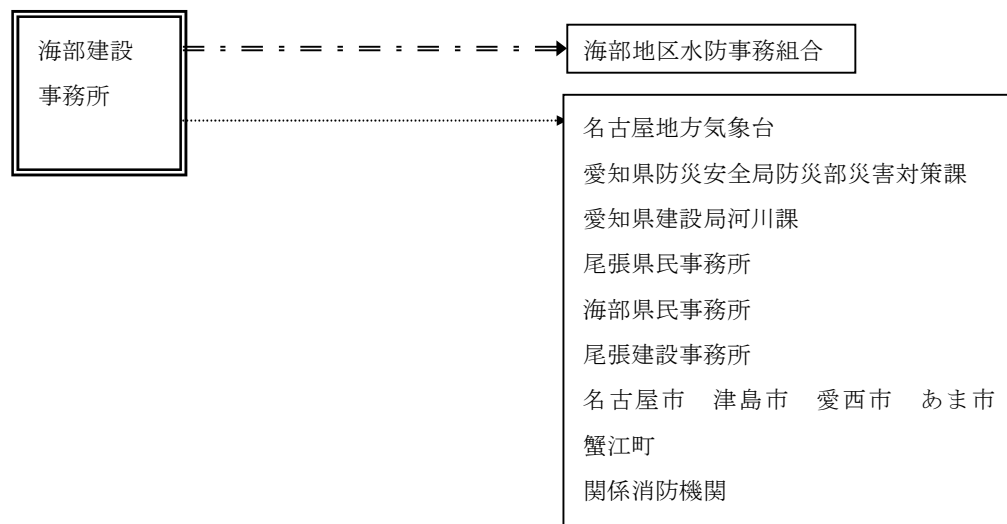 海部建設
事務所
海部地区水防事務組合
名古屋地方気象台
愛知県防災安全局防災部災害対策課
愛知県建設局河川課
尾張県民事務所
海部県民事務所
尾張建設事務所
名古屋市　津島市　愛西市　あま市
蟹江町
関係消防機関